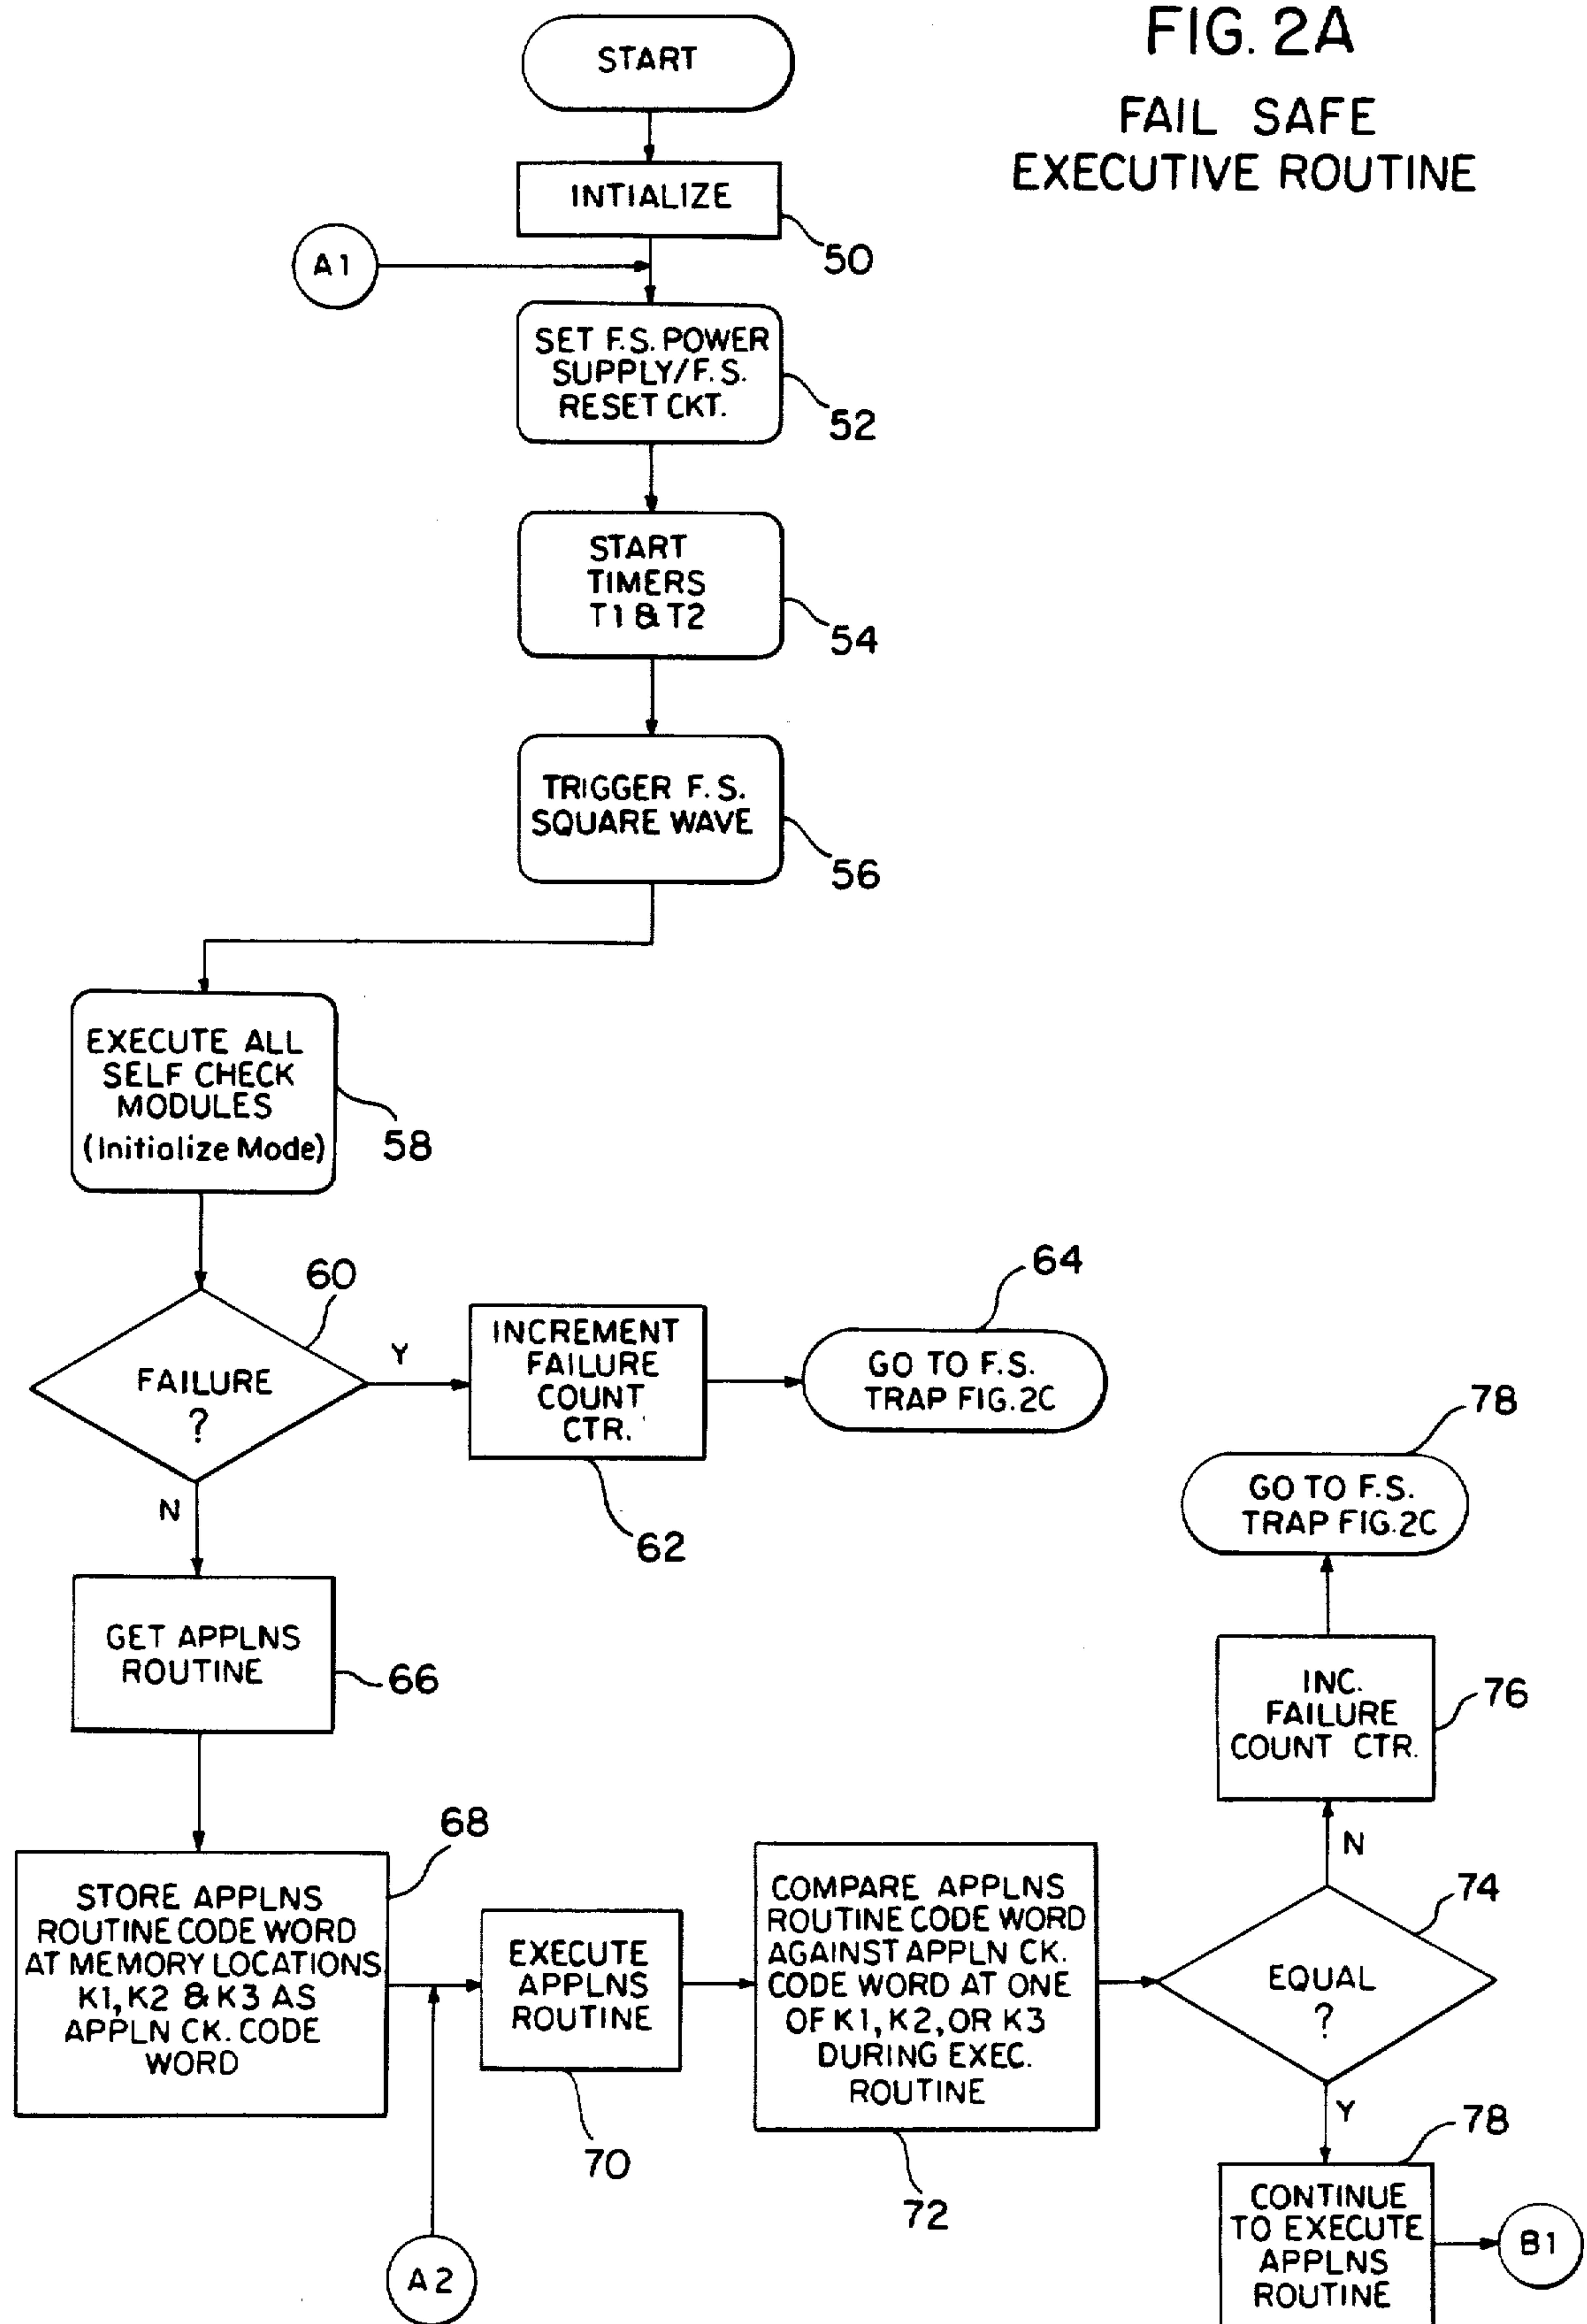 FIG. 2A
FAIL SAFE
EXECUTIVE ROUTINE
START
INTIALIZE
50
A1
SET F.S. POWER
SUPPLY/F.S.
RESET CKT.
52
START
TIMERS
T1 & T2
54
TRIGGER F.S.
SQUARE WAVE
56
EXECUTE ALL
SELF CHECK
MODULES
(Initialize Mode)
58
60
FAILURE
?
Y
N
INCREMENT
FAILURE
COUNT
CTR.
62
64
GO TO F.S.
TRAP FIG.2C
GET APPLNS
ROUTINE
66
68
STORE APPLNS
ROUTINE CODE WORD
AT MEMORY LOCATIONS
K1, K2 & K3 AS
APPLN CK. CODE
WORD
A2
EXECUTE
APPLNS
ROUTINE
70
COMPARE APPLNS
ROUTINE CODE WORD
AGAINST APPLN CK.
CODE WORD AT ONE
OF K1, K2, OR K3
DURING EXEC.
ROUTINE
72
74
EQUAL
?
N
INC.
FAILURE
COUNT CTR.
76
78
GO TO F.S.
TRAP FIG.2C
Y
78
CONTINUE
TO EXECUTE
APPLNS
ROUTINE
B1